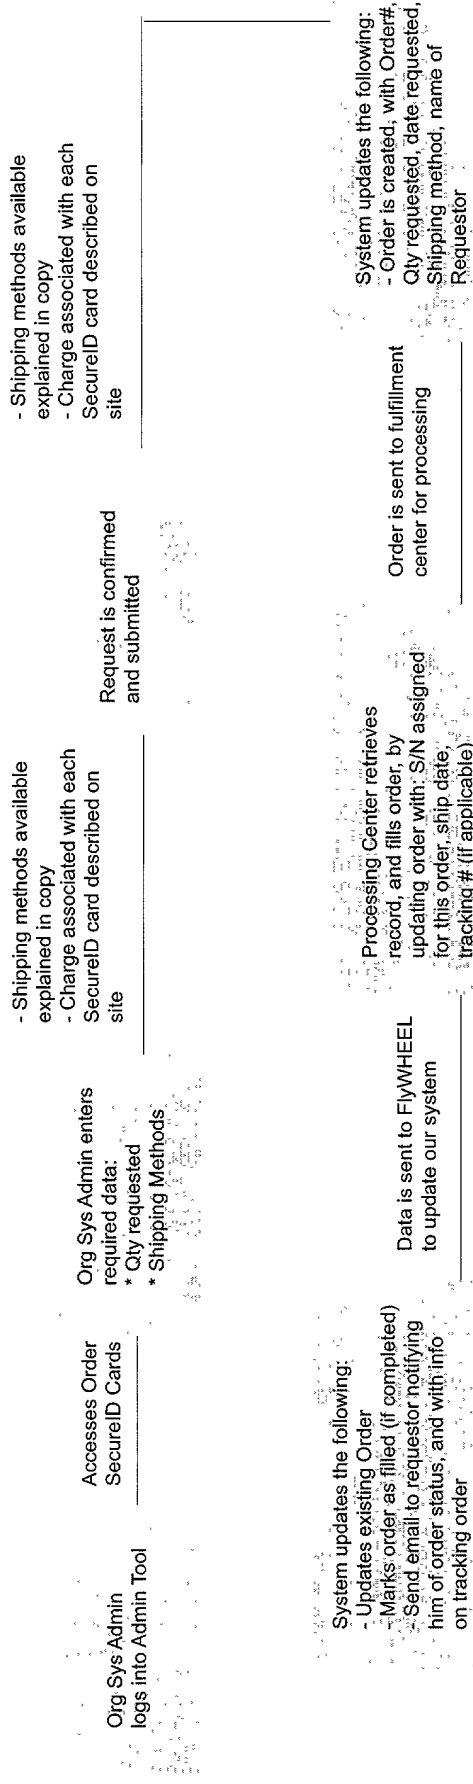 Org Sys Admin
logs into Admin Tool
Accesses Order
SecureID Cards
Org Sys Admin enters
required data:
* Qty requested
* Shipping Methods
- Shipping methods available
explained in copy
- Charge associated with each
SecureID card described on
site
Request is confirmed
and submitted
- Shipping methods available
explained in copy
- Charge associated with each
SecureID card described on
site
System updates the following:
- Order is created, with Order#,
Qty requested, date requested,
Shipping method, name of
Requestor
Order is sent to fulfillment
center for processing
Processing Center retrieves
record, and fills order, by
updating order with: S/N assigned
for this order, ship date,
tracking # (if applicable)
Data is sent to FlyWHEEL
to update our system
System updates the following:
- Updates existing Order
- Marks order as filled (if completed)
- Send email to requestor notifying
him of order status, and with info
on tracking order